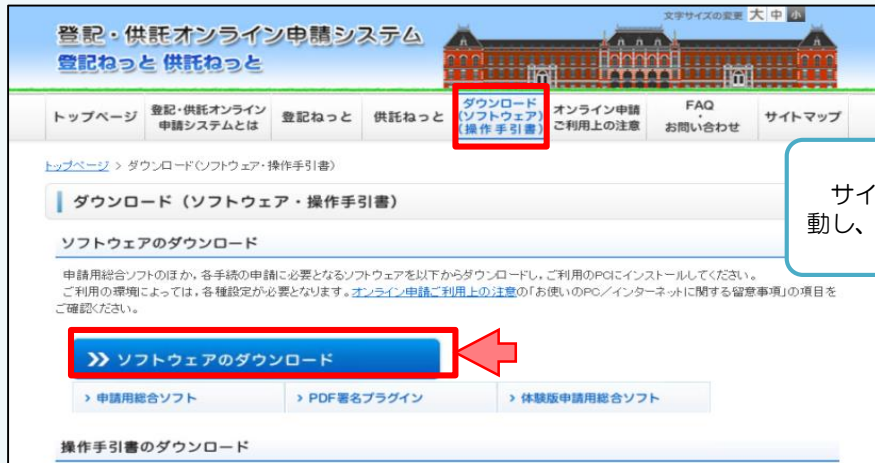 文字サイズの変更 大 中 小
登記・供託オンライン申請システム
登記ねっと 供託ねっと
トップページ
登記・供託オンライン
申請システムとは
登記ねっと
供託ねっと
ダウンロード
(ソフトウェア)
(操作手引書)
オンライン申請
ご利用上の注意
FAQ
・
お問い合わせ
サイトマップ
トップページ > ダウンロード(ソフトウェア・操作手引書)
ダウンロード（ソフトウェア・操作手引書）
サイ
動し、
ソフトウェアのダウンロード
申請用総合ソフトのほか，各手続の申請に必要となるソフトウェアを以下からダウンロードし，ご利用のPCにインストールしてください。
ご利用の環境によっては，各種設定が必要となります。オンライン申請ご利用上の注意の「お使いのPC／インターネットに関する留意事項」の項目を
ご確認ください。
ソフトウェアのダウンロード
申請用総合ソフト
PDF署名プラグイン
体験版申請用総合ソフト
操作手引書のダウンロード